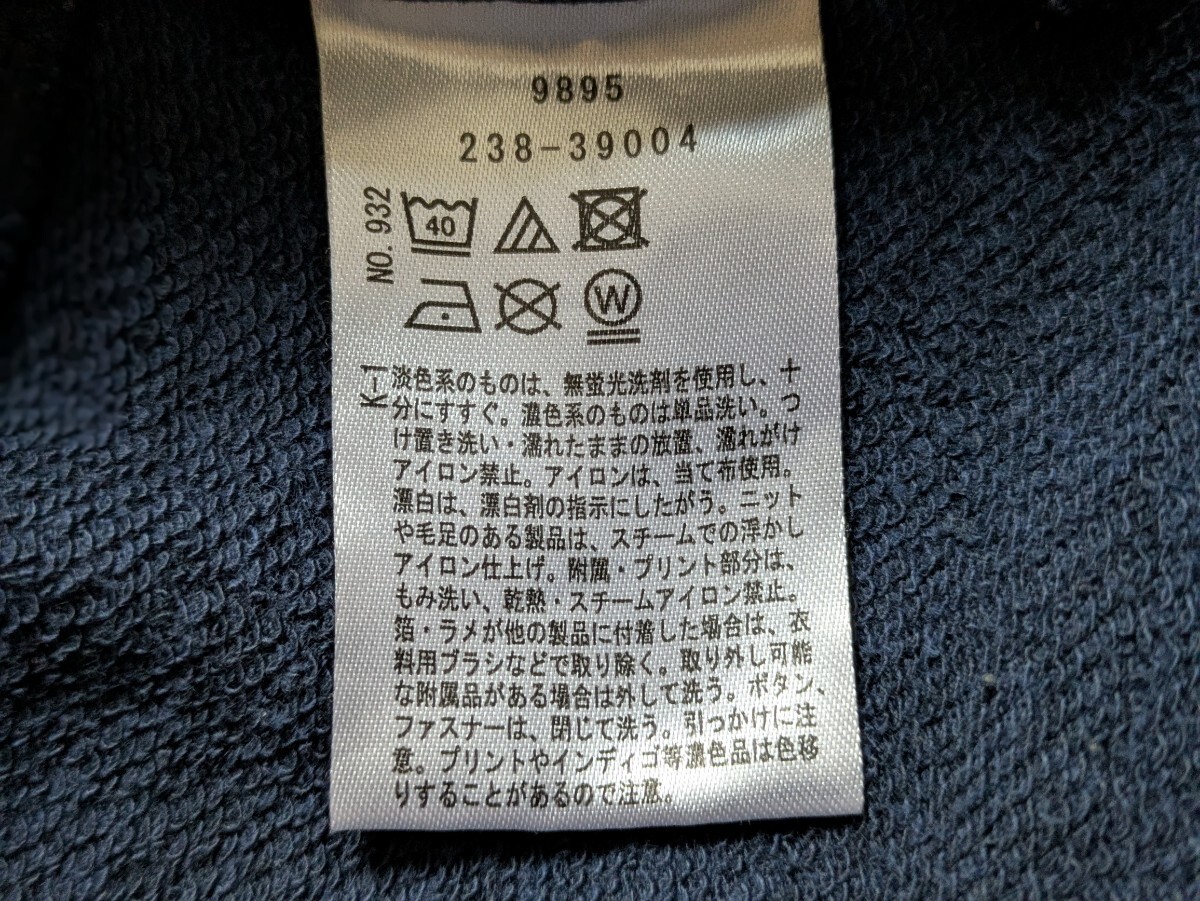 9895
238-39004
NO. 932
40
W
K-1
淡色系のものは、無蛍光洗剤を使用し、十
分にすすぐ。濃色系のものは単品洗い。つ
け置き洗い・濡れたままの放置、濡れがけ
アイロン禁止。アイロンは、当て布使用。
漂白は、漂白剤の指示にしたがう。ニット
や毛足のある製品は、スチームでの浮かし
アイロン仕上げ。附属・プリント部分は、
もみ洗い、乾熱・スチームアイロン禁止。
箔・ラメが他の製品に付着した場合は、衣
料用ブラシなどで取り除く。取り外し可能
な附属品がある場合は外して洗う。ボタン、
ファスナーは、閉じて洗う。引っかけに注
意。プリントやインディゴ等濃色品は色移
りすることがあるので注意。